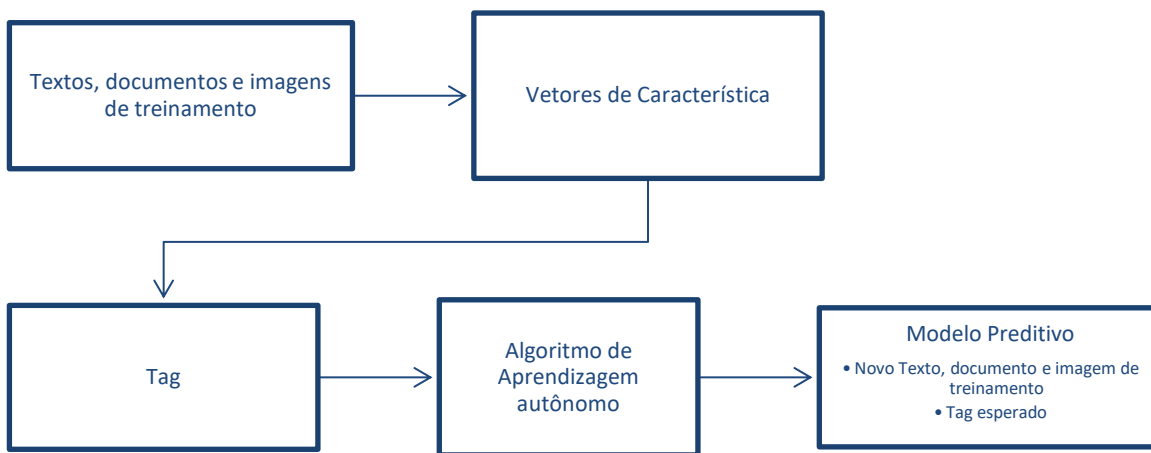 Textos, documentos e imagens
de treinamento
Vetores de Característica
Tag
Algoritmo de
Aprendizagem
autônomo
Modelo Preditivo
• Novo Texto, documento e imagem de
treinamento
• Tag esperado